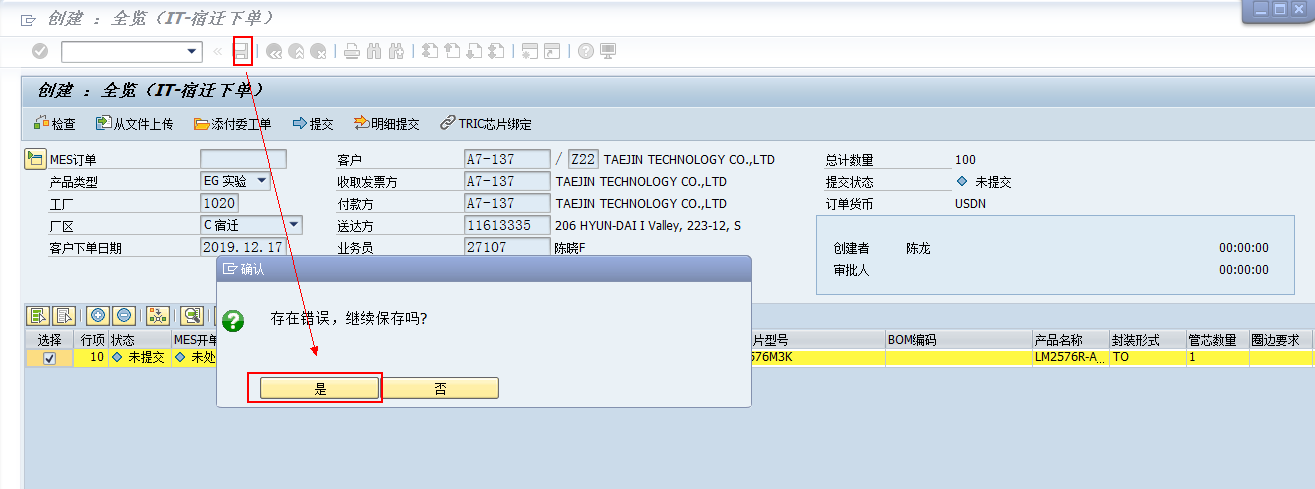 创建 ：全览（IT-宿迁下单）
创建 ：全览（IT-宿迁下单）
检查 从文件上传 添付委工单 提交 明细提交 TRIC芯片绑定
MES订单 客户 A7-137 / Z22 TAEJIN TECHNOLOGY CO.,LTD 总计数量 100
产品类型 EG 实验 收取发票方 A7-137 TAEJIN TECHNOLOGY CO.,LTD 提交状态 未提交
工厂 1020 付款方 A7-137 TAEJIN TECHNOLOGY CO.,LTD 订单货币 USDN
厂区 C 宿迁 送达方 11613335 206 HYUN-DAI I Valley, 223-12, S
客户下单日期 2019.12.17 业务员 27107 陈晓F
创建者 陈龙 00:00:00
审批人 00:00:00
确认
存在错误，继续保存吗?
是 否
选择 行项 状态 MES开单 片型号 BOM编码 产品名称 封装形式 管芯数量 圈边要求
10 未提交 未处 576M3K LM2576R-A... TO 1